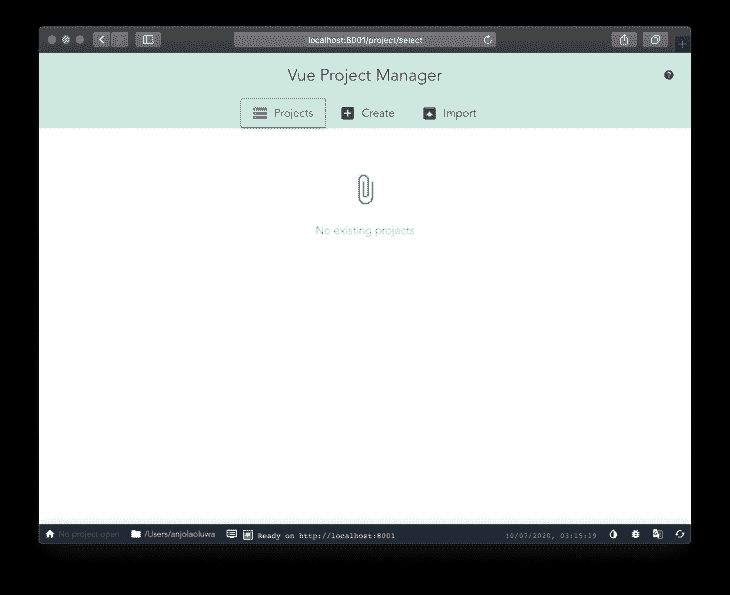 localhost:8001/project/select
Vue Project Manager
Projects
Create
Import
No existing projects
No project open /Users/anjolaoluwa Ready on http://localhost:8001 19/07/2020, 03:15:19